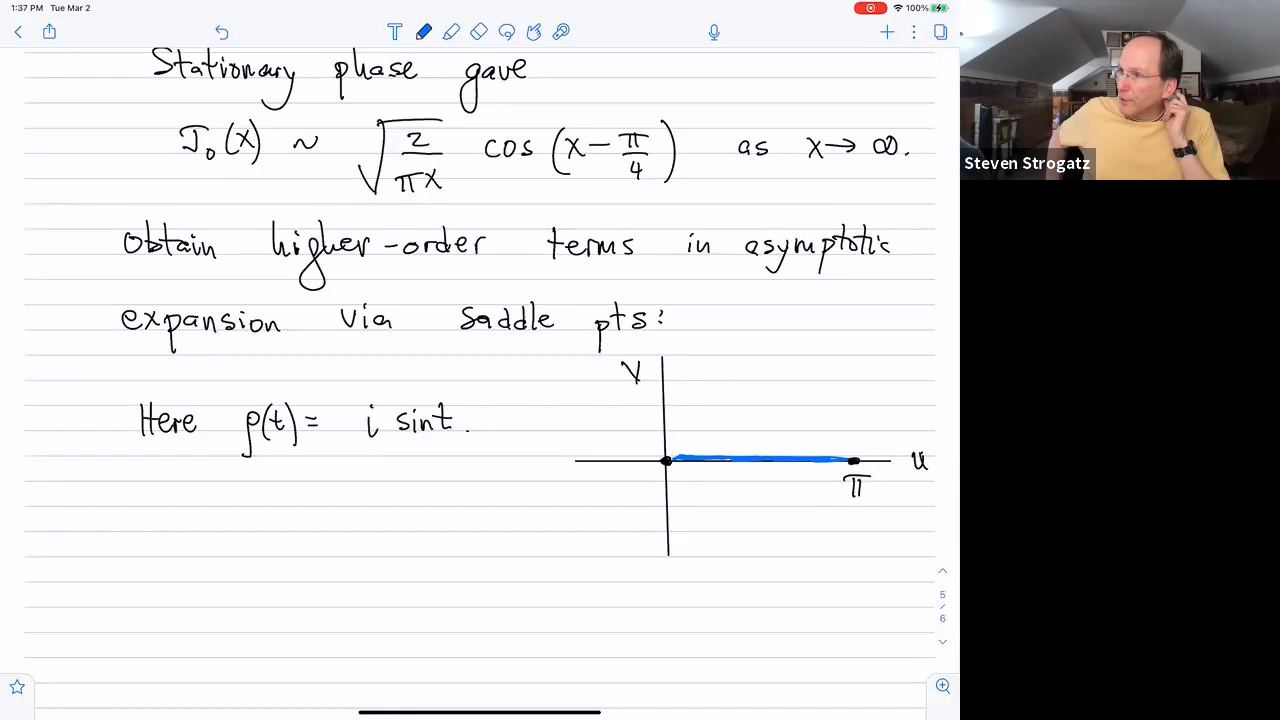 1:37 PM Tue Mar 2
100%
Stationary phase gave
J₀(x) ~ √(2/πx) cos(x − π/4) as x → ∞.
Steven Strogatz
Obtain higher-order terms in asymptotic
expansion via saddle pts:
V
Here ρ(t) = i sin t.
u
π
5
/
6